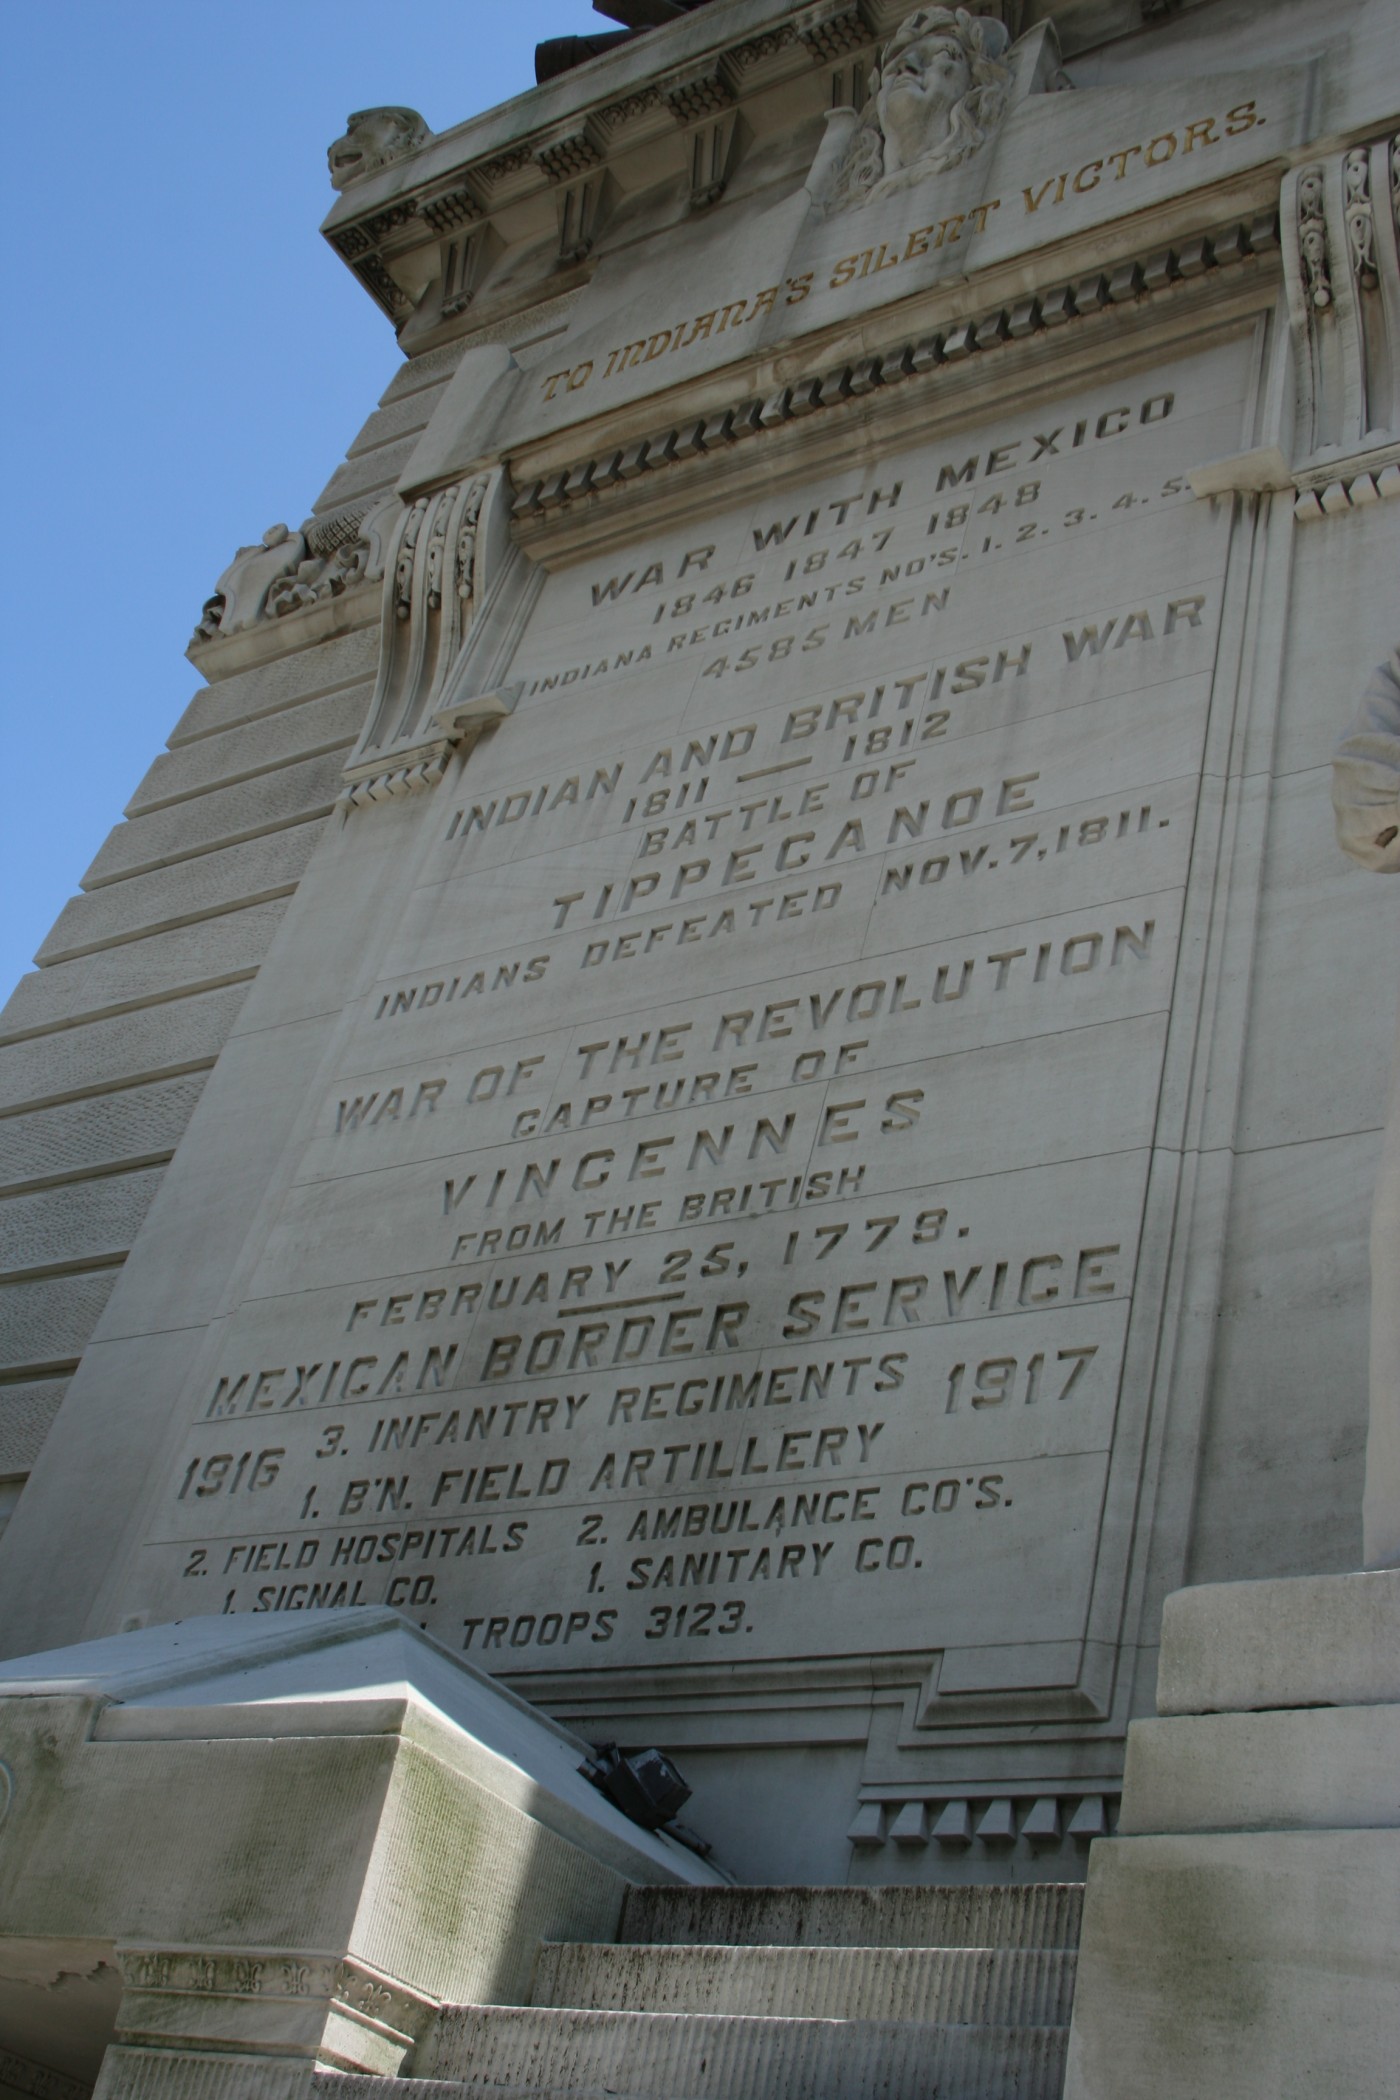 TO INDIANA'S SILENT VICTORS.
WAR WITH MEXICO
1846 1847 1848
INDIANA REGIMENTS NO'S. 1. 2. 3. 4. 5.
4585 MEN
INDIAN AND BRITISH WAR
1811 — 1812
BATTLE OF
TIPPECANOE
INDIANS DEFEATED NOV. 7, 1811.
WAR OF THE REVOLUTION
CAPTURE OF
VINCENNES
FROM THE BRITISH
FEBRUARY 25, 1779.
MEXICAN BORDER SERVICE
1916 3. INFANTRY REGIMENTS 1917
1. B'N. FIELD ARTILLERY
2. FIELD HOSPITALS 2. AMBULANCE CO'S.
1. SIGNAL CO. 1. SANITARY CO.
TROOPS 3123.